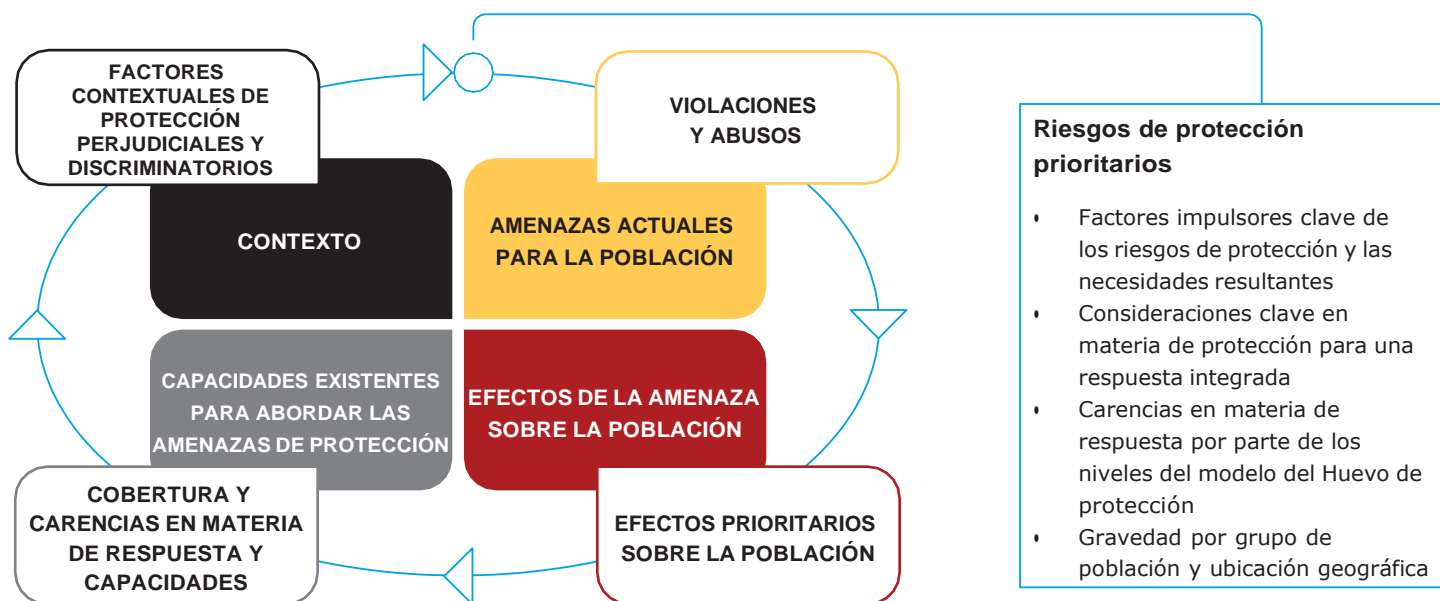 FACTORES
CONTEXTUALES DE
PROTECCIÓN
PERJUDICIALES Y
DISCRIMINATORIOS
VIOLACIONES
Y ABUSOS
CONTEXTO
AMENAZAS ACTUALES
PARA LA POBLACIÓN
CAPACIDADES EXISTENTES
PARA ABORDAR LAS
AMENAZAS DE PROTECCIÓN
EFECTOS DE LA AMENAZA
SOBRE LA POBLACIÓN
COBERTURA Y
CARENCIAS EN MATERIA
DE RESPUESTA Y
CAPACIDADES
EFECTOS PRIORITARIOS
SOBRE LA POBLACIÓN
Riesgos de protección
prioritarios
• Factores impulsores clave de
los riesgos de protección y las
necesidades resultantes
• Consideraciones clave en
materia de protección para una
respuesta integrada
• Carencias en materia de
respuesta por parte de los
niveles del modelo del Huevo de
protección
• Gravedad por grupo de
población y ubicación geográfica